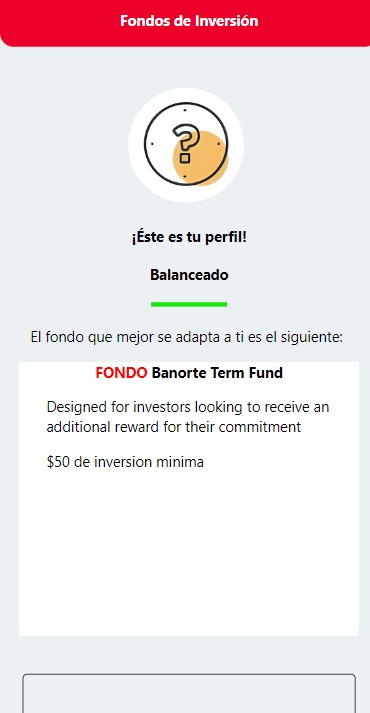 Fondos de Inversión
?
¡Éste es tu perfil!
Balanceado
El fondo que mejor se adapta a ti es el siguiente:
FONDO Banorte Term Fund
Designed for investors looking to receive an
additional reward for their commitment
$50 de inversion minima